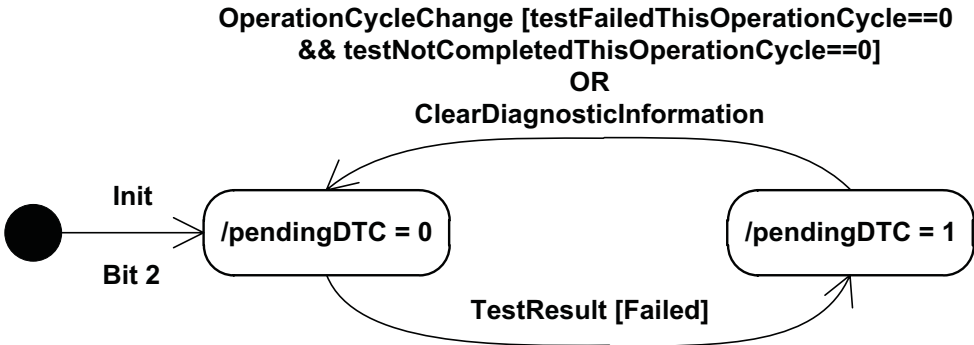 OperationCycleChange [testFailedThisOperationCycle==0
&& testNotCompletedThisOperationCycle==0]
OR
ClearDiagnosticInformation
Init
/pendingDTC = 0
/pendingDTC = 1
Bit 2
TestResult [Failed]